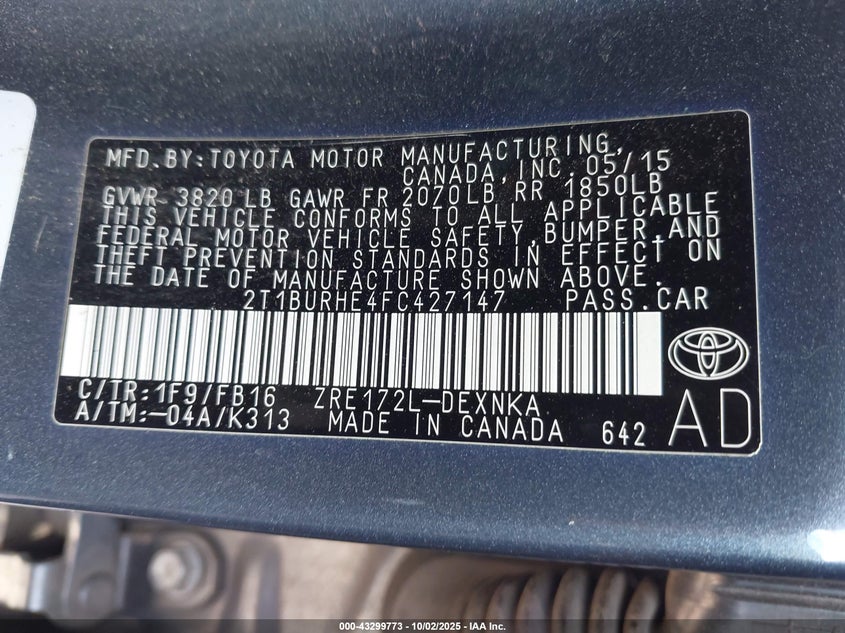 MFD. BY: TOYOTA MOTOR MANUFACTURING,
CANADA, INC. 05/15
GVWR 3820 LB GAWR FR 2070LB, RR 1850LB
THIS VEHICLE CONFORMS TO ALL APPLICABLE
FEDERAL MOTOR VEHICLE SAFETY, BUMPER, AND
THEFT PREVENTION STANDARDS IN EFFECT ON
THE DATE OF MANUFACTURE SHOWN ABOVE.
2T1BURHE4FC427147 PASS. CAR
C/TR: 1F9/FB16 ZRE172L-DEXNKA
A/TM: -04A/K313 MADE IN CANADA 642 AD
000-43299773 - 10/02/2025 - IAA Inc.